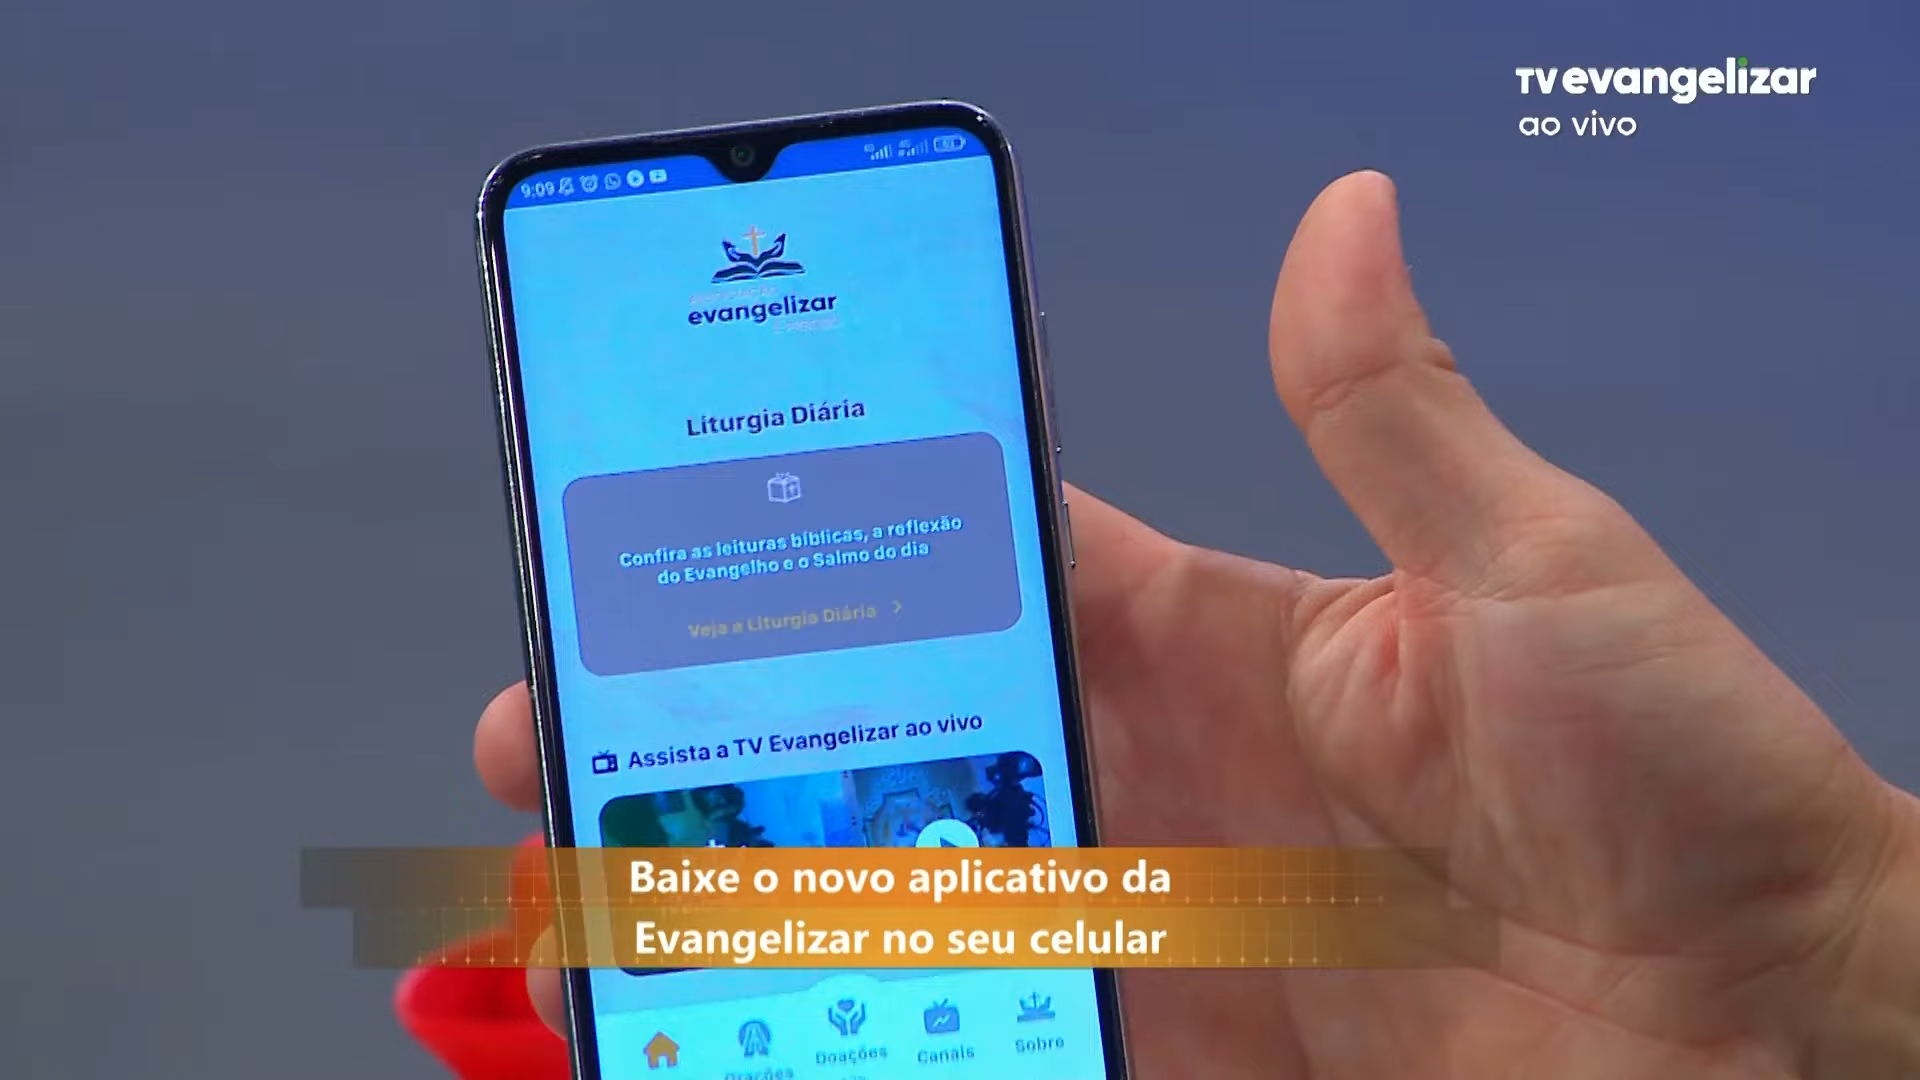 TV evangelizar
ao vivo
9:09
evangelizar
Liturgia Diária
Confira as leituras bíblicas, a reflexão
do Evangelho e o Salmo do dia
Veja a Liturgia Diária
Assista a TV Evangelizar ao vivo
Baixe o novo aplicativo da
Evangelizar no seu celular
Orações
Doações
Canais
Sobre